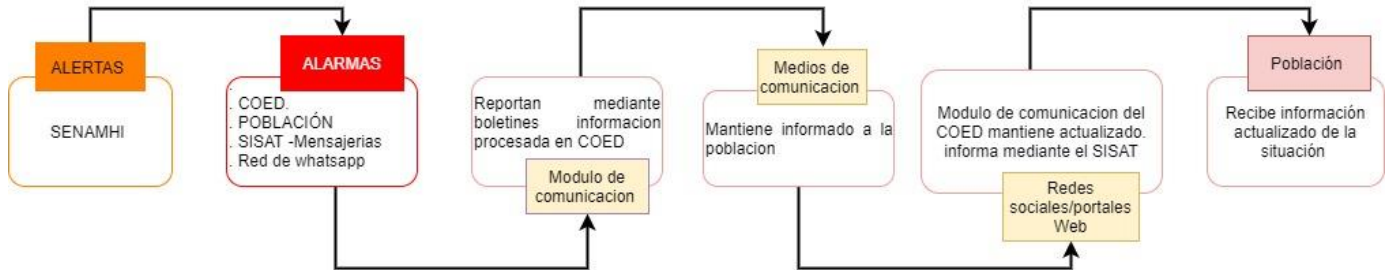 ALERTAS
SENAMHI
ALARMAS
.
. COED.
. POBLACIÓN
. SISAT -Mensajerias
. Red de whatsapp
Reportan mediante
boletines informacion
procesada en COED
Modulo de
comunicacion
Medios de
comunicacion
Mantiene informado a la
poblacion
Modulo de comunicacion del
COED mantiene actualizado.
informa mediante el SISAT
Redes
sociales/portales
Web
Población
Recibe información
actualizado de la
situación